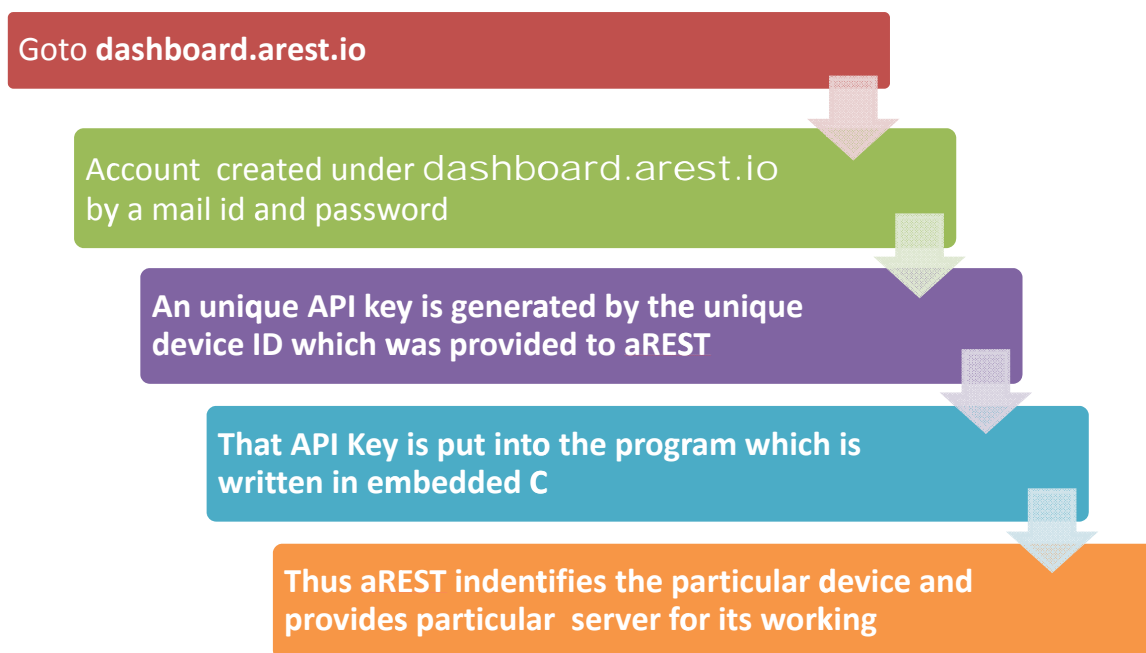 Goto dashboard.arest.io
Account created under dashboard.arest.io
by a mail id and password
An unique API key is generated by the unique
device ID which was provided to aREST
That API Key is put into the program which is
written in embedded C
Thus aREST indentifies the particular device and
provides particular server for its working